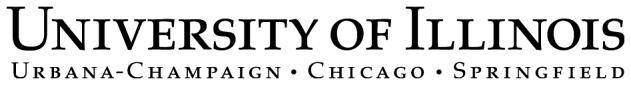 University of Illinois
Urbana-Champaign • Chicago • Springfield